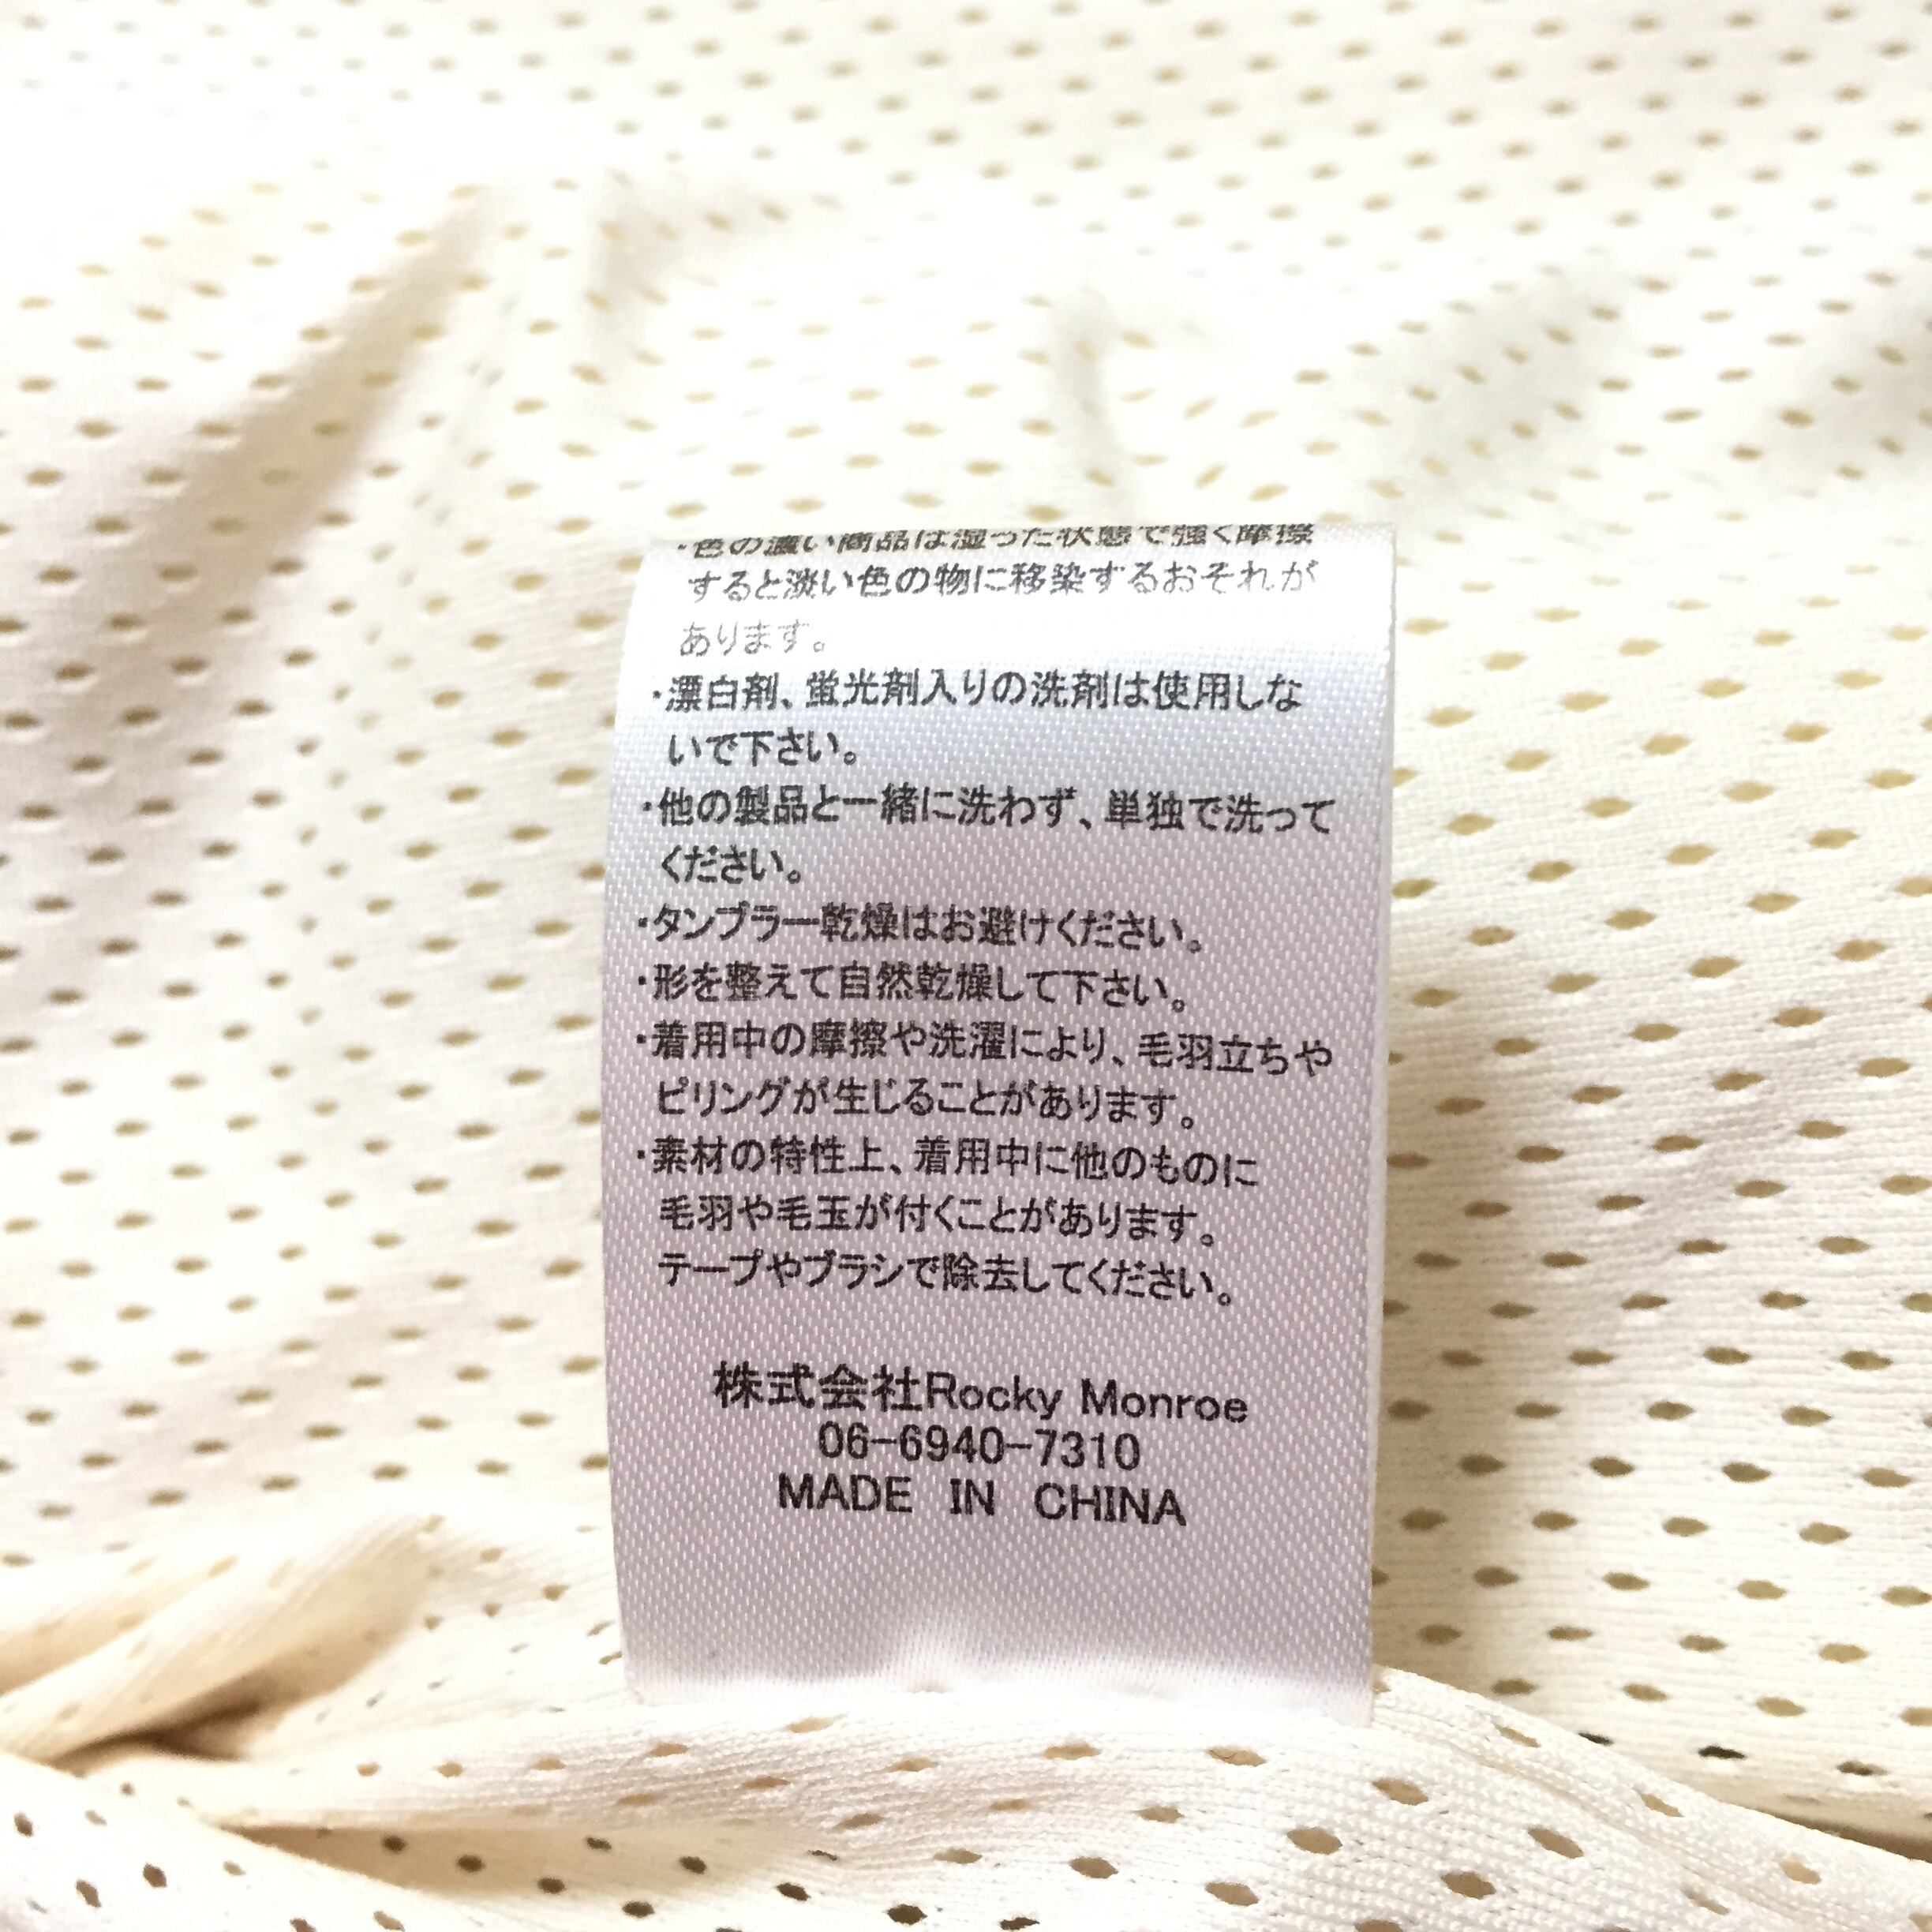 ・色の濃い商品は湿った状態で強く摩擦
すると淡い色の物に移染するおそれが
あります。
・漂白剤、蛍光剤入りの洗剤は使用しな
いで下さい。
・他の製品と一緒に洗わず、単独で洗って
ください。
・タンブラー乾燥はお避けください。
・形を整えて自然乾燥して下さい。
・着用中の摩擦や洗濯により、毛羽立ちや
ピリングが生じることがあります。
・素材の特性上、着用中に他のものに
毛羽や毛玉が付くことがあります。
テープやブラシで除去してください。
株式会社Rocky Monroe
06-6940-7310
MADE IN CHINA